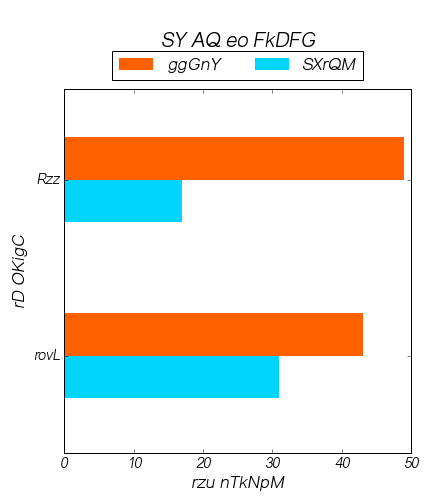 SY AQ eo FkDFG
ggGnY SXrQM
Rzz
rovL
rD OKigC
0 10 20 30 40 50
rzu nTkNpM